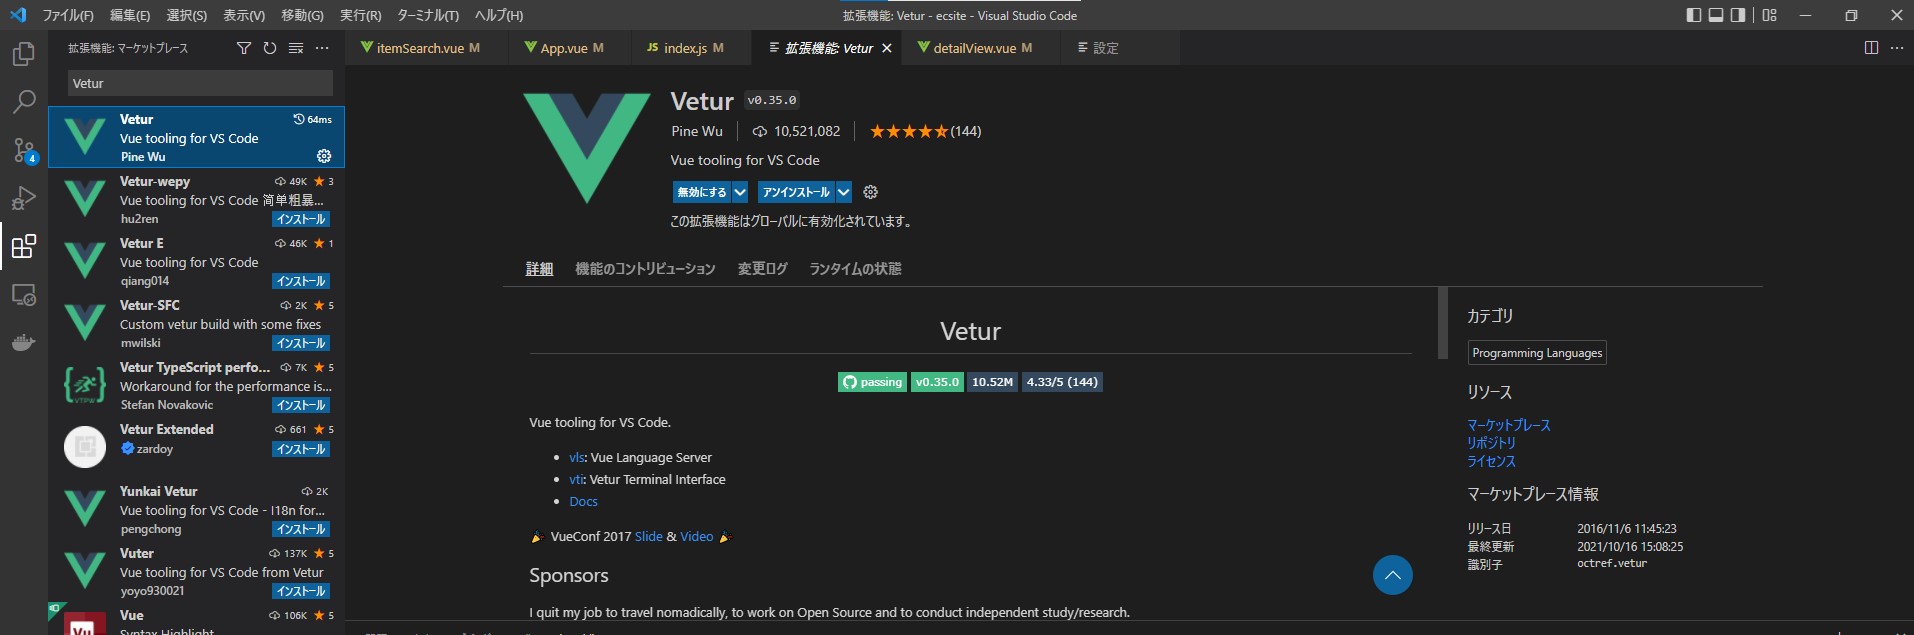 ファイル(F) 編集(E) 選択(S) 表示(V) 移動(G) 実行(R) ターミナル(T) ヘルプ(H) 拡張機能: Vetur - ecsite - Visual Studio Code
拡張機能: マーケットプレース
itemSearch.vue M App.vue M JS index.js M 拡張機能: Vetur detailView.vue M 設定
Vetur
Vetur 64ms
Vue tooling for VS Code
Pine Wu
Vetur-wepy 49K 3
Vue tooling for VS Code 简单粗暴...
hu2ren インストール
Vetur E 46K 1
Vue tooling for VS Code
qiang014 インストール
Vetur-SFC 2K 5
Custom vetur build with some fixes
mwilski インストール
Vetur TypeScript perfo... 7K 5
Workaround for the performance is...
Stefan Novakovic インストール
VTPW
Vetur Extended 661 5
zardoy インストール
Yunkai Vetur 2K
Vue tooling for VS Code - I18n for...
pengchong インストール
Vuter 137K 5
Vue tooling for VS Code from Vetur
yoyo930021 インストール
Vue 106K 5
Syntax Highlight
Vu
4
Vetur v0.35.0
Pine Wu 10,521,082 (144)
Vue tooling for VS Code
無効にする アンインストール
この拡張機能はグローバルに有効化されています。
詳細 機能のコントリビューション 変更ログ ランタイムの状態
Vetur
passing v0.35.0 10.52M 4.33/5 (144)
Vue tooling for VS Code.
vls: Vue Language Server
vti: Vetur Terminal Interface
Docs
VueConf 2017 Slide & Video
Sponsors
I quit my job to travel nomadically, to work on Open Source and to conduct independent study/research.
カテゴリ
Programming Languages
リソース
マーケットプレース
リポジトリ
ライセンス
マーケットプレース情報
リリース日 2016/11/6 11:45:23
最終更新 2021/10/16 15:08:25
識別子 octref.vetur